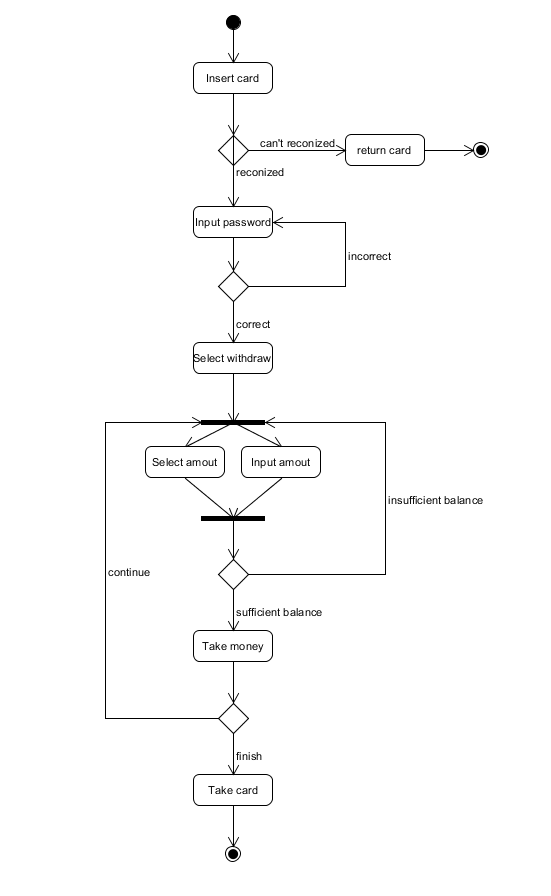 Insert card
can't reconized
return card
reconized
Input password
incorrect
correct
Select withdraw
Select amout
Input amout
insufficient balance
continue
sufficient balance
Take money
finish
Take card